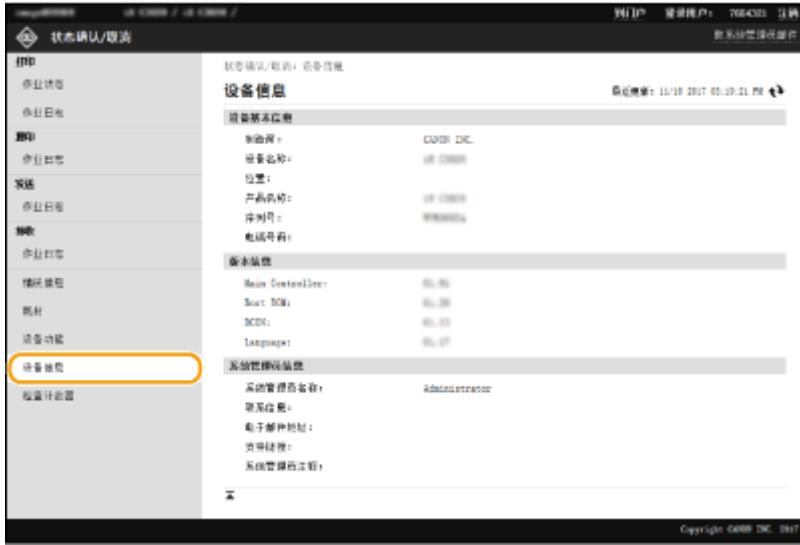 到门户 登录用户: 7654321 注销
状态确认/取消
致系统管理员邮件
打印
作业状态
作业日志
复印
作业日志
发送
作业日志
接收
作业日志
错误信息
耗材
设备功能
设备信息
检查计数器
状态确认/取消: 设备信息
设备信息
最近更新: 11/10 2017 03:19:21 PM
设备基本信息
制造商: CANON INC.
设备名称:
位置:
产品名称:
序列号:
电话号码:
版本信息
Main Controller:
Boot ROM:
DCON:
Language:
系统管理员信息
系统管理员名称: Administrator
联系信息:
电子邮件地址:
支持链接:
系统管理员注释:
Copyright CANON INC. 2017